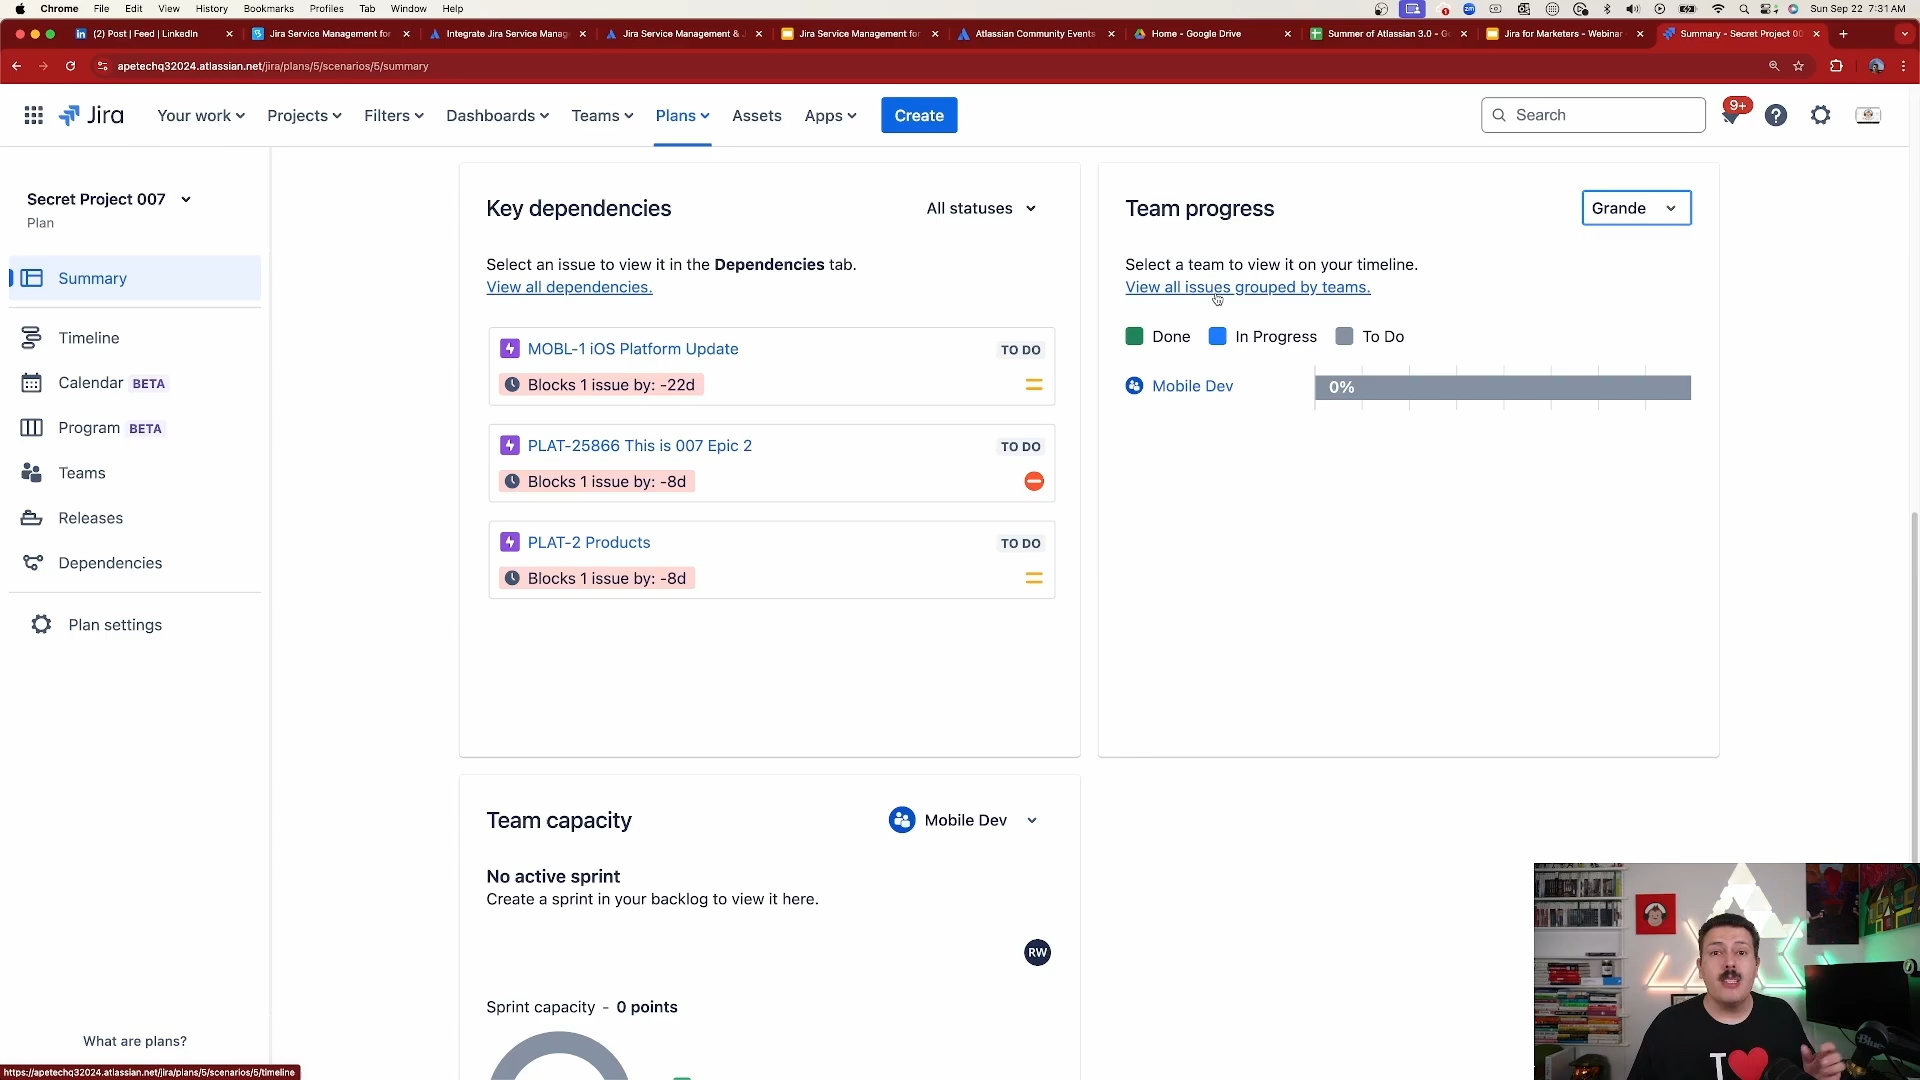 Chrome File Edit View History Bookmarks Profiles Tab Window Help Sun Sep 22 7:31 AM
(2) Post | Feed | LinkedIn
Jira Service Management for
Integrate Jira Service Manag
Jira Service Management & J
Jira Service Management for
Atlassian Community Events
Home - Google Drive
Summer of Atlassian 3.0 - Go
Jira for Marketers - Webinar
Summary - Secret Project 00
apetechq32024.atlassian.net/jira/plans/5/scenarios/5/summary
Jira Your work Projects Filters Dashboards Teams Plans Assets Apps Create Search 9+
Secret Project 007
Plan
Summary
Timeline
Calendar BETA
Program BETA
Teams
Releases
Dependencies
Plan settings
What are plans?
https://apetechq32024.atlassian.net/jira/plans/5/scenarios/5/timeline
Key dependencies All statuses
Select an issue to view it in the Dependencies tab.
View all dependencies.
MOBL-1 iOS Platform Update TO DO
Blocks 1 issue by: -22d
PLAT-25866 This is 007 Epic 2 TO DO
Blocks 1 issue by: -8d
PLAT-2 Products TO DO
Blocks 1 issue by: -8d
Team progress Grande
Select a team to view it on your timeline.
View all issues grouped by teams.
Done In Progress To Do
Mobile Dev 0%
Team capacity Mobile Dev
No active sprint
Create a sprint in your backlog to view it here.
RW
Sprint capacity - 0 points
I
Blue